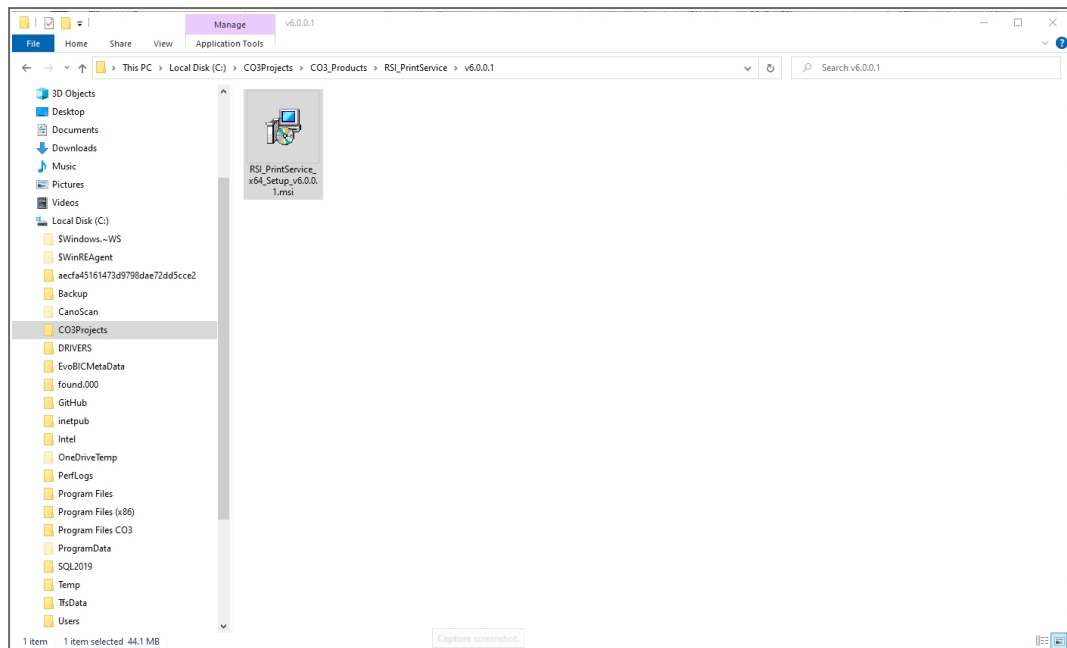 Manage
v6.0.0.1
File
Home
Share
View
Application Tools
This PC > Local Disk (C:) > CO3Projects > CO3_Products > RSI_PrintService > v6.0.0.1
Search v6.0.0.1
3D Objects
Desktop
Documents
Downloads
Music
Pictures
Videos
Local Disk (C:)
$Windows.~WS
$WinREAgent
aecfa45161473d9798dae72dd5cce2
Backup
CanoScan
CO3Projects
DRIVERS
EvoBICMetaData
found.000
GitHub
inetpub
Intel
OneDriveTemp
PerfLogs
Program Files
Program Files (x86)
Program Files CO3
ProgramData
SQL2019
Temp
TfsData
Users
RSI_PrintService_
x64_Setup_v6.0.0.
1.msi
1 item
1 item selected 44.1 MB
Capture screenshot